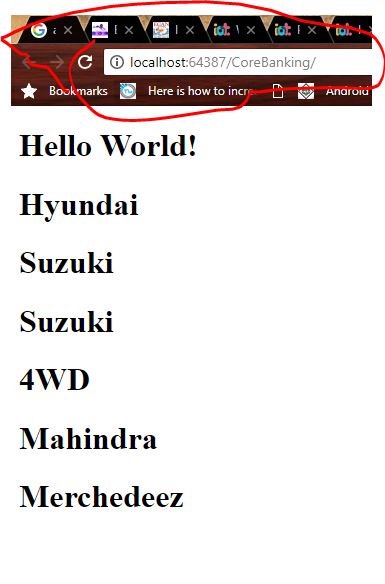 localhost:64387/CoreBanking/
Bookmarks Here is how to incre Android
Hello World!
Hyundai
Suzuki
Suzuki
4WD
Mahindra
Merchedeez